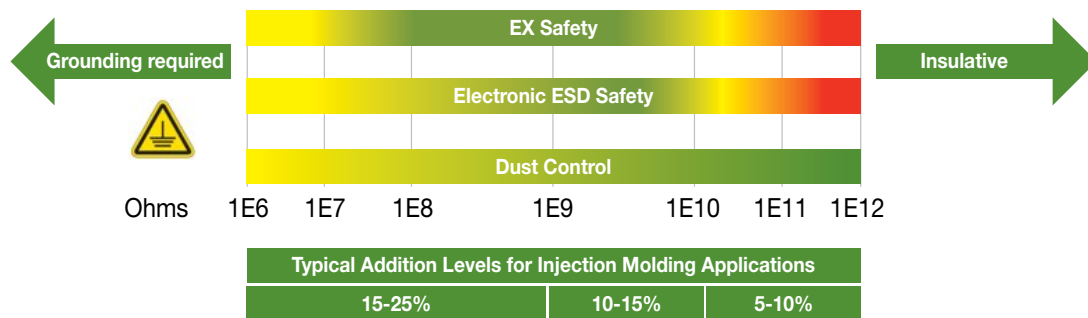 EX Safety
Grounding required
Insulative
Electronic ESD Safety
Dust Control
Ohms 1E6 1E7 1E8 1E9 1E10 1E11 1E12
Typical Addition Levels for Injection Molding Applications
15-25% 10-15% 5-10%